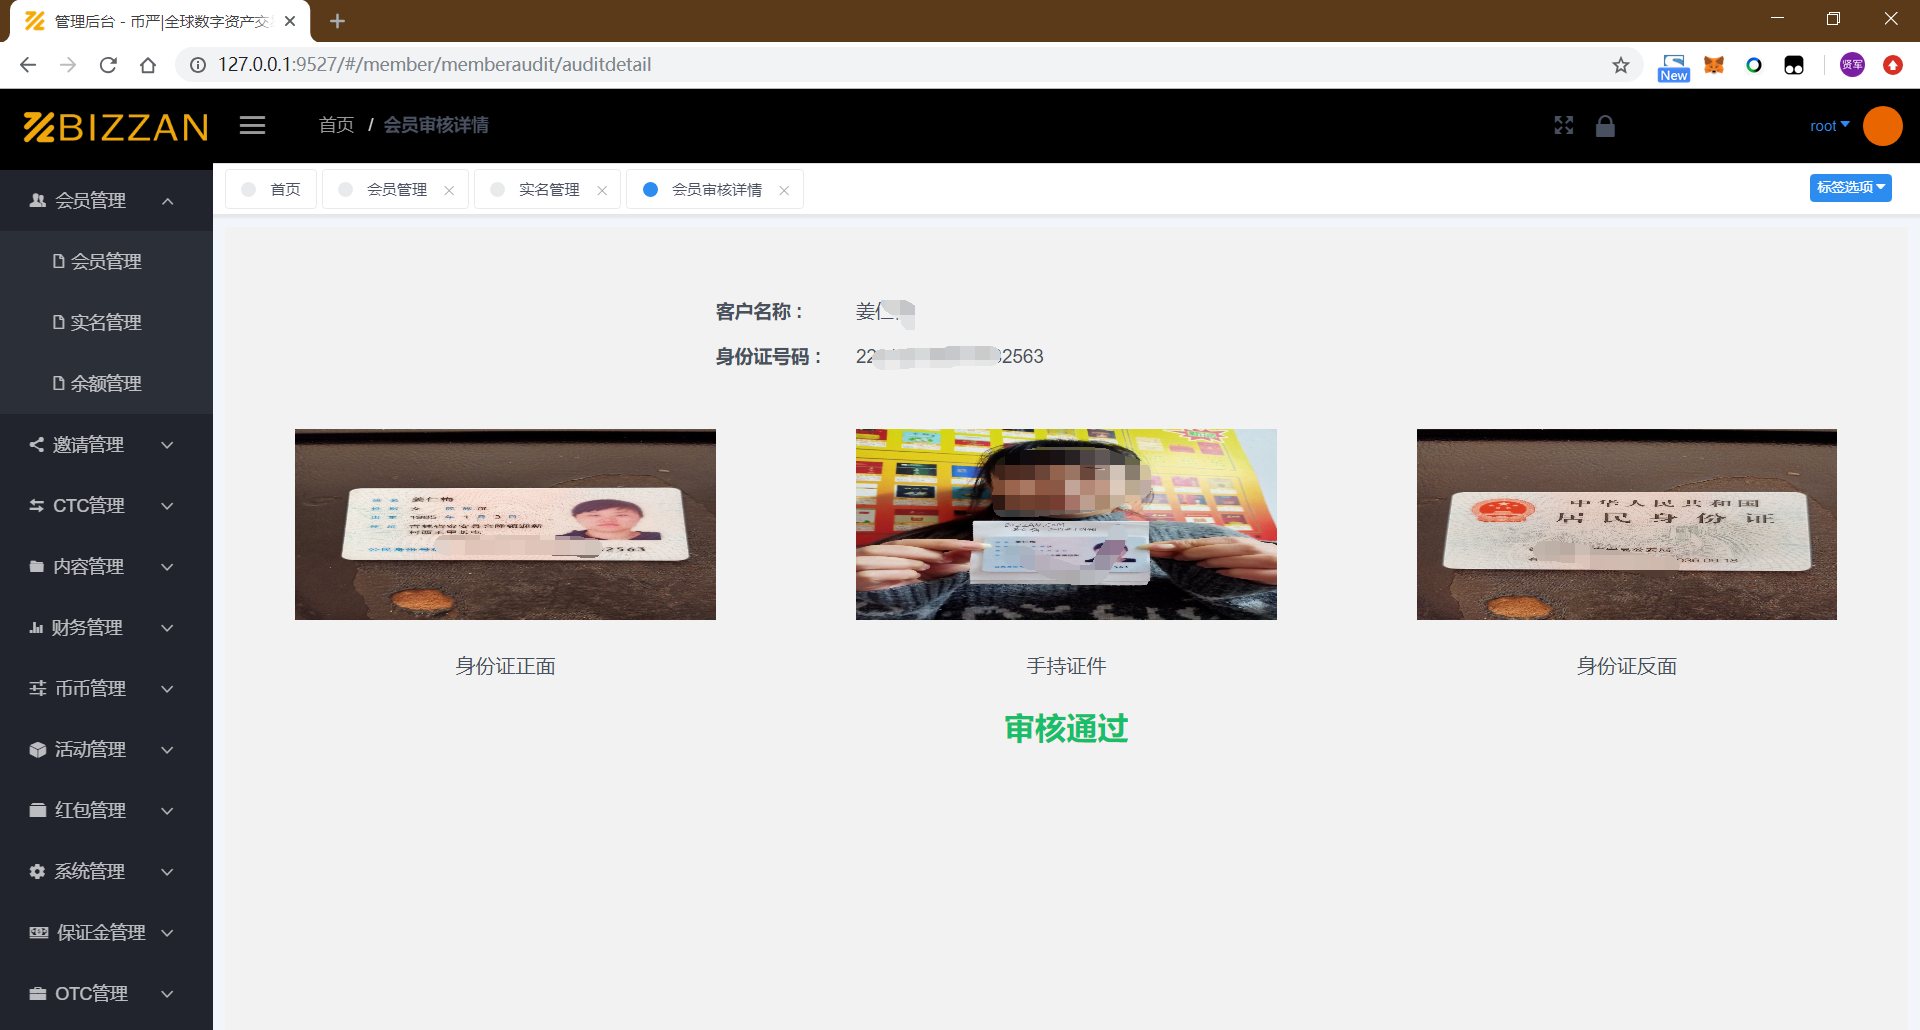 管理后台 - 币严|全球数字资产交
127.0.0.1:9527/#/member/memberaudit/auditdetail
New
贤军
BIZZAN
首页 / 会员审核详情
root
首页
会员管理
实名管理
会员审核详情
标签选项
会员管理
会员管理
实名管理
余额管理
邀请管理
CTC管理
内容管理
财务管理
币币管理
活动管理
红包管理
系统管理
保证金管理
OTC管理
客户名称：
姜仁
身份证号码：
22 2563
2563
中华人民共和国
居民身份证
身份证正面
手持证件
身份证反面
审核通过